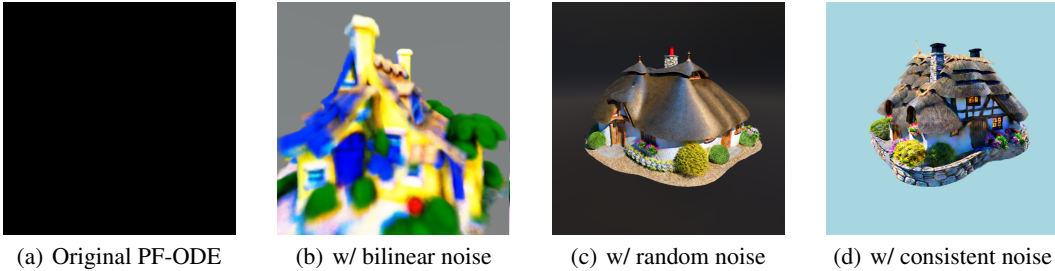 (a) Original PF-ODE
(b) w/ bilinear noise
(c) w/ random noise
(d) w/ consistent noise